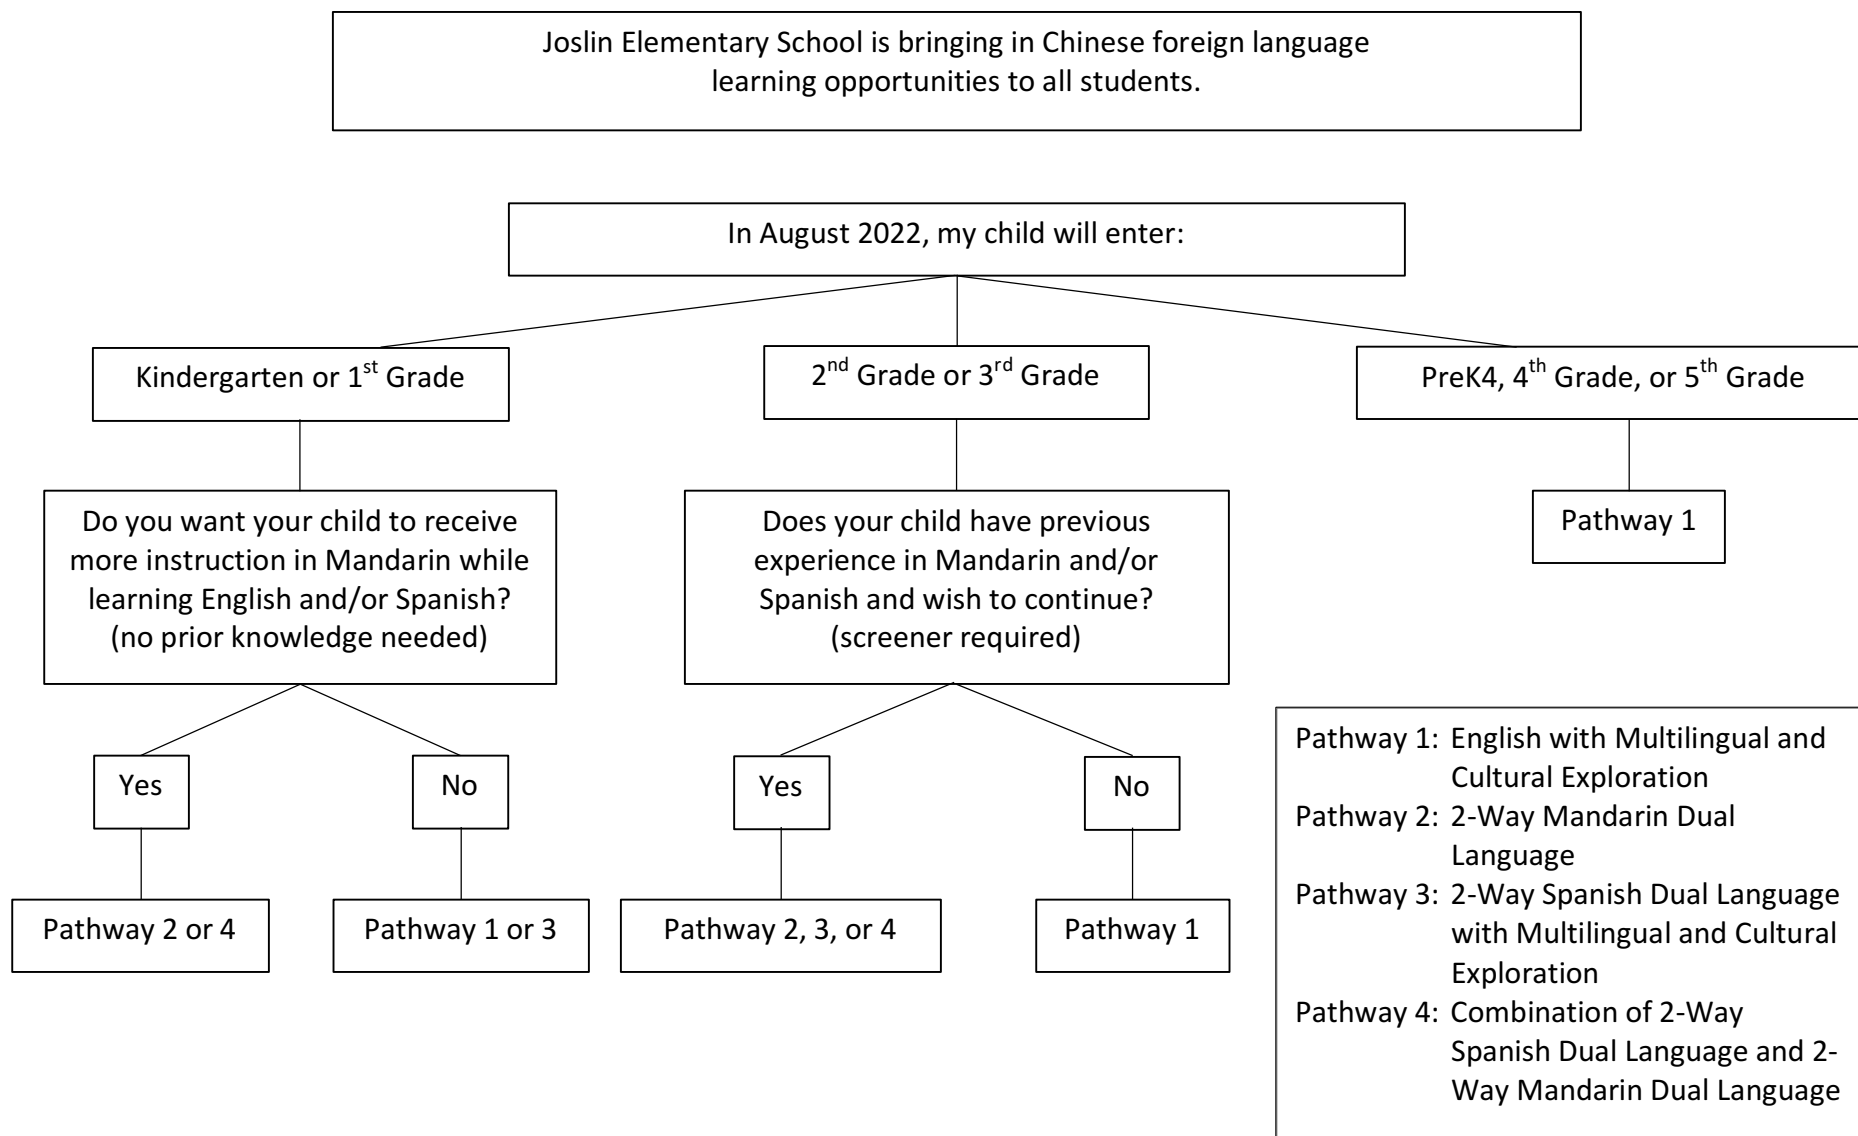 Joslin Elementary School is bringing in Chinese foreign language
learning opportunities to all students.
In August 2022, my child will enter:
Kindergarten or 1st Grade
2nd Grade or 3rd Grade
PreK4, 4th Grade, or 5th Grade
Do you want your child to receive
more instruction in Mandarin while
learning English and/or Spanish?
(no prior knowledge needed)
Does your child have previous
experience in Mandarin and/or
Spanish and wish to continue?
(screener required)
Pathway 1
Yes
No
Yes
No
Pathway 2 or 4
Pathway 1 or 3
Pathway 2, 3, or 4
Pathway 1
Pathway 1: English with Multilingual and
Cultural Exploration
Pathway 2: 2-Way Mandarin Dual
Language
Pathway 3: 2-Way Spanish Dual Language
with Multilingual and Cultural
Exploration
Pathway 4: Combination of 2-Way
Spanish Dual Language and 2-
Way Mandarin Dual Language